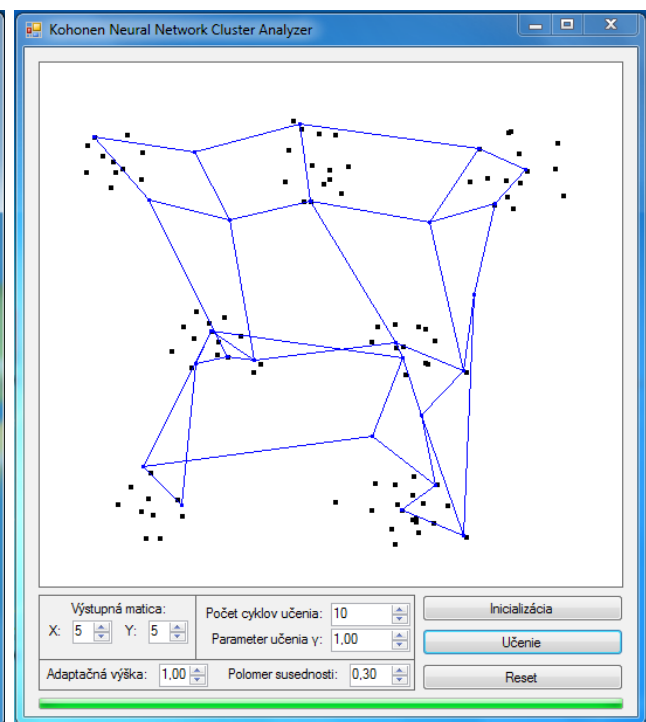 Kohonen Neural Network Cluster Analyzer
Výstupná matica:
X: 5 Y: 5
Počet cyklov učenia: 10
Parameter učenia γ: 1,00
Adaptačná výška: 1,00 Polomer susednosti: 0,30
Inicializácia
Učenie
Reset